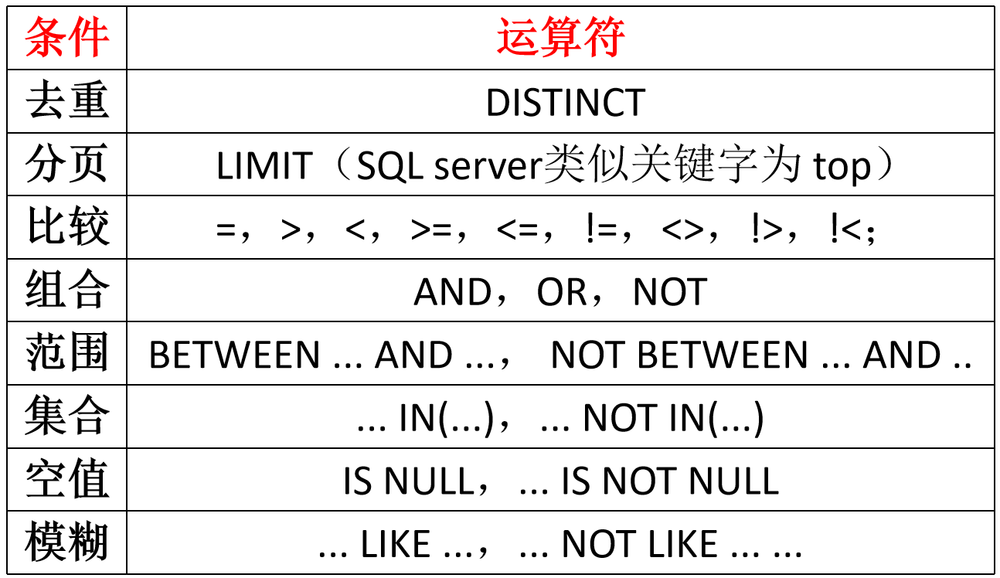 条件 运算符
去重 DISTINCT
分页 LIMIT（SQL server类似关键字为 top）
比较 =，>，<，>=，<=，!=，<>，!>，!<；
组合 AND，OR，NOT
范围 BETWEEN ... AND ...， NOT BETWEEN ... AND ..
集合 ... IN(...)，... NOT IN(...)
空值 IS NULL，... IS NOT NULL
模糊 ... LIKE ...，... NOT LIKE ... ...